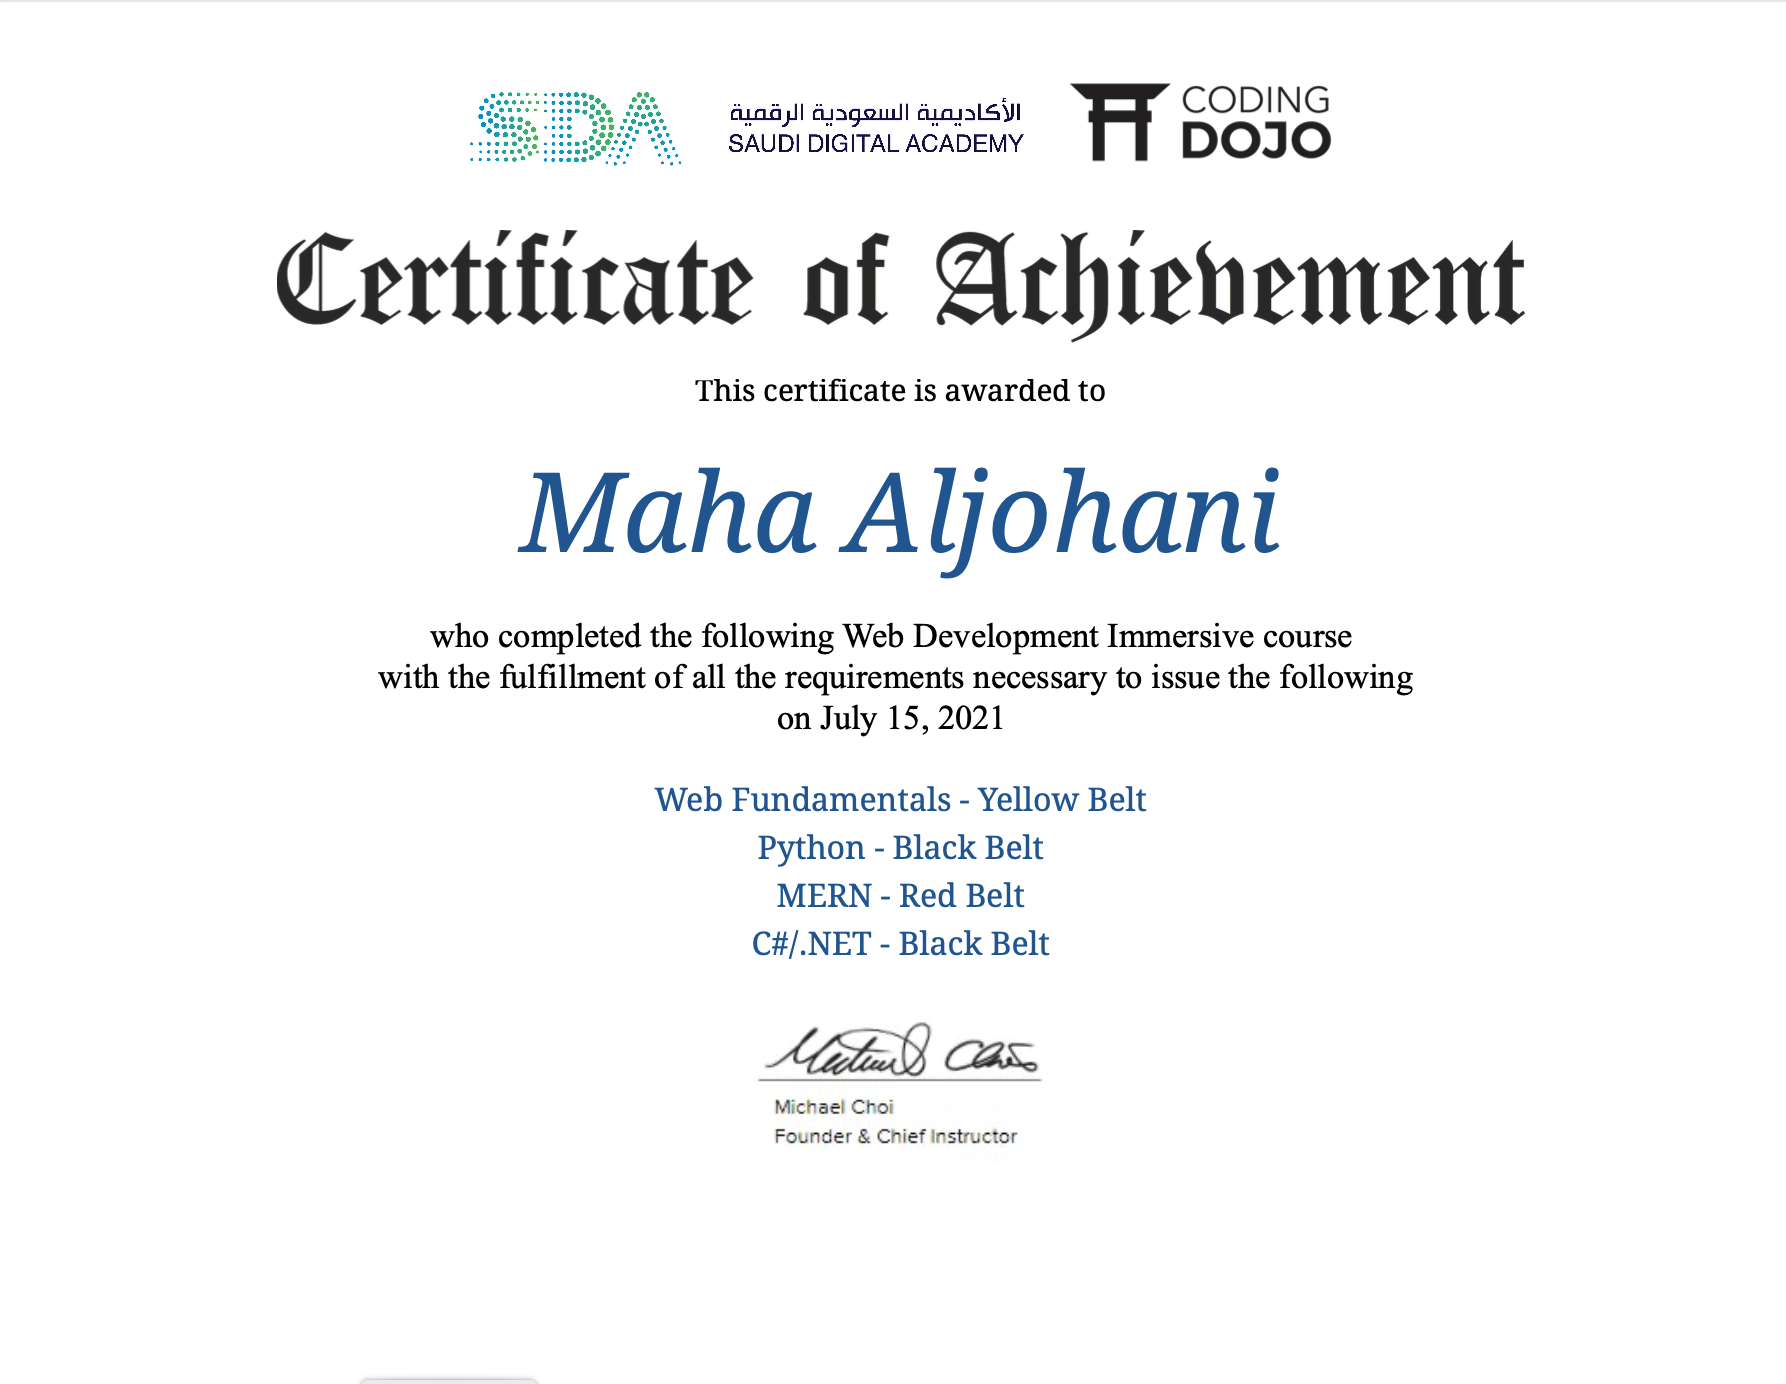 SDA
الأكاديمية السعودية الرقمية
SAUDI DIGITAL ACADEMY
CODING
DOJO
Certificate of Achievement
This certificate is awarded to
Maha Aljohani
who completed the following Web Development Immersive course
with the fulfillment of all the requirements necessary to issue the following
on July 15, 2021
Web Fundamentals - Yellow Belt
Python - Black Belt
MERN - Red Belt
C#/.NET - Black Belt
Michael Choi
Founder & Chief Instructor